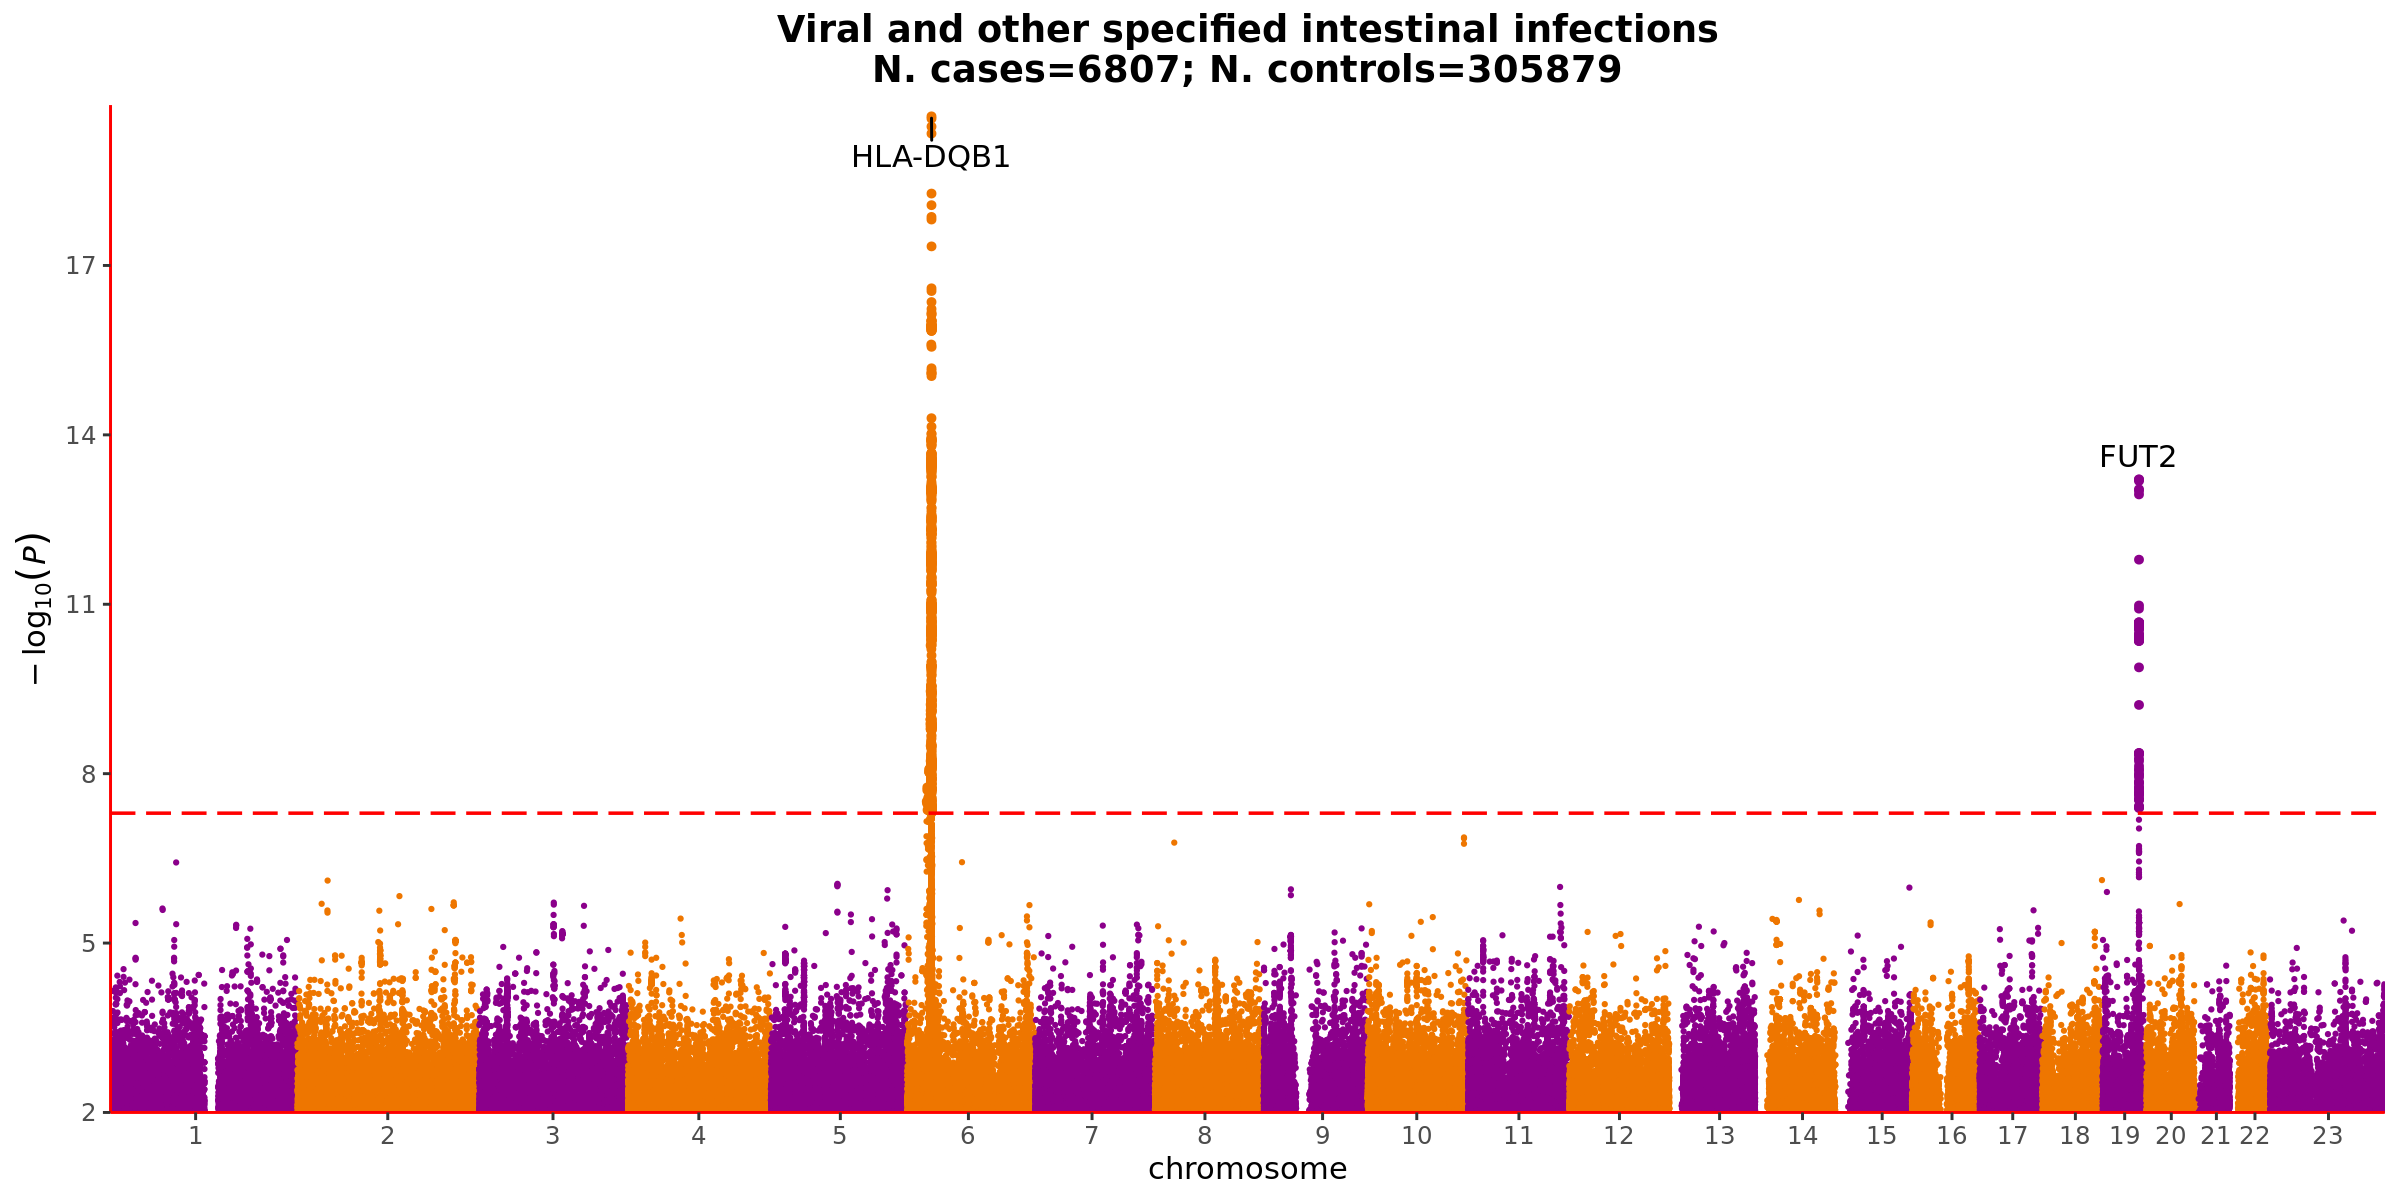 Viral and other specified intestinal infections
N. cases=6807; N. controls=305879
HLA-DQB1
FUT2
17
14
11
8
5
2
−log10(P)
1 2 3 4 5 6 7 8 9 10 11 12 13 14 15 16 17 18 19 20 21 22 23
chromosome